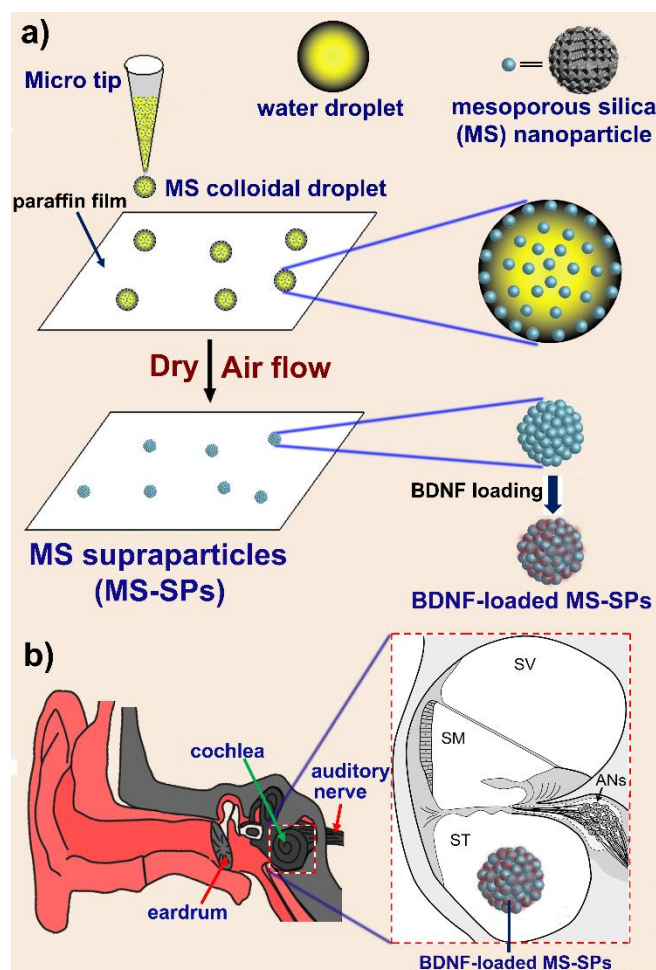 a)
Micro tip
water droplet
mesoporous silica
(MS) nanoparticle
MS colloidal droplet
paraffin film
Dry
Air flow
BDNF loading
MS supraparticles
(MS-SPs)
BDNF-loaded MS-SPs
b)
SV
cochlea
SM
auditory
nerve
ANs
ST
eardrum
BDNF-loaded MS-SPs